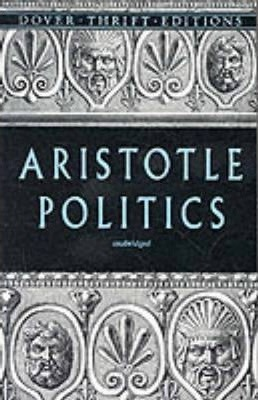 DOVER · THRIFT · EDITIONS
ARISTOTLE
POLITICS
unabridged